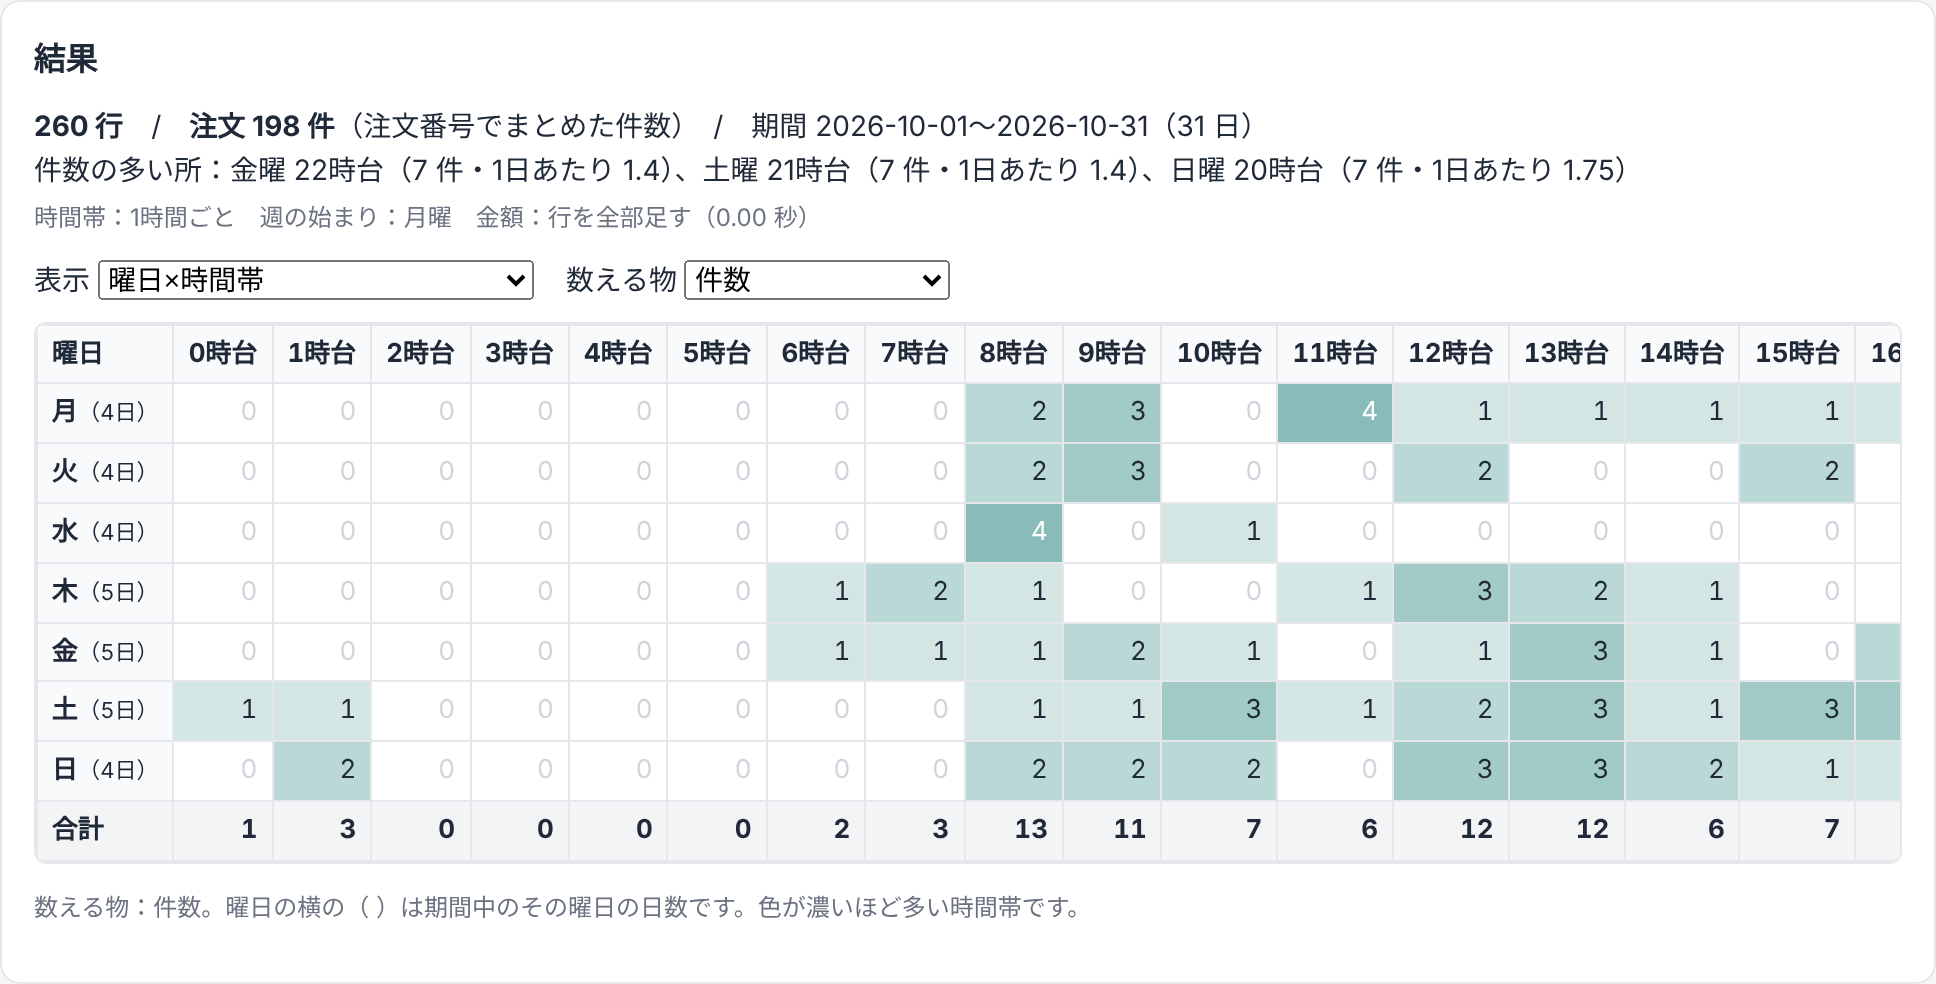 結果
260 行　/　注文 198 件（注文番号でまとめた件数）　/　期間 2026-10-01〜2026-10-31（31 日）
件数の多い所：金曜 22時台（7 件・1日あたり 1.4）、土曜 21時台（7 件・1日あたり 1.4）、日曜 20時台（7 件・1日あたり 1.75）
時間帯：1時間ごと　週の始まり：月曜　金額：行を全部足す（0.00 秒）
表示 曜日×時間帯　数える物 件数
曜日 0時台 1時台 2時台 3時台 4時台 5時台 6時台 7時台 8時台 9時台 10時台 11時台 12時台 13時台 14時台 15時台 16
月（4日） 0 0 0 0 0 0 0 0 2 3 0 4 1 1 1 1
火（4日） 0 0 0 0 0 0 0 0 2 3 0 0 2 0 0 2
水（4日） 0 0 0 0 0 0 0 0 4 0 1 0 0 0 0 0
木（5日） 0 0 0 0 0 0 1 2 1 0 0 1 3 2 1 0
金（5日） 0 0 0 0 0 0 1 1 1 2 1 0 1 3 1 0
土（5日） 1 1 0 0 0 0 0 0 1 1 3 1 2 3 1 3
日（4日） 0 2 0 0 0 0 0 0 2 2 2 0 3 3 2 1
合計 1 3 0 0 0 0 2 3 13 11 7 6 12 12 6 7
数える物：件数。曜日の横の（ ）は期間中のその曜日の日数です。色が濃いほど多い時間帯です。